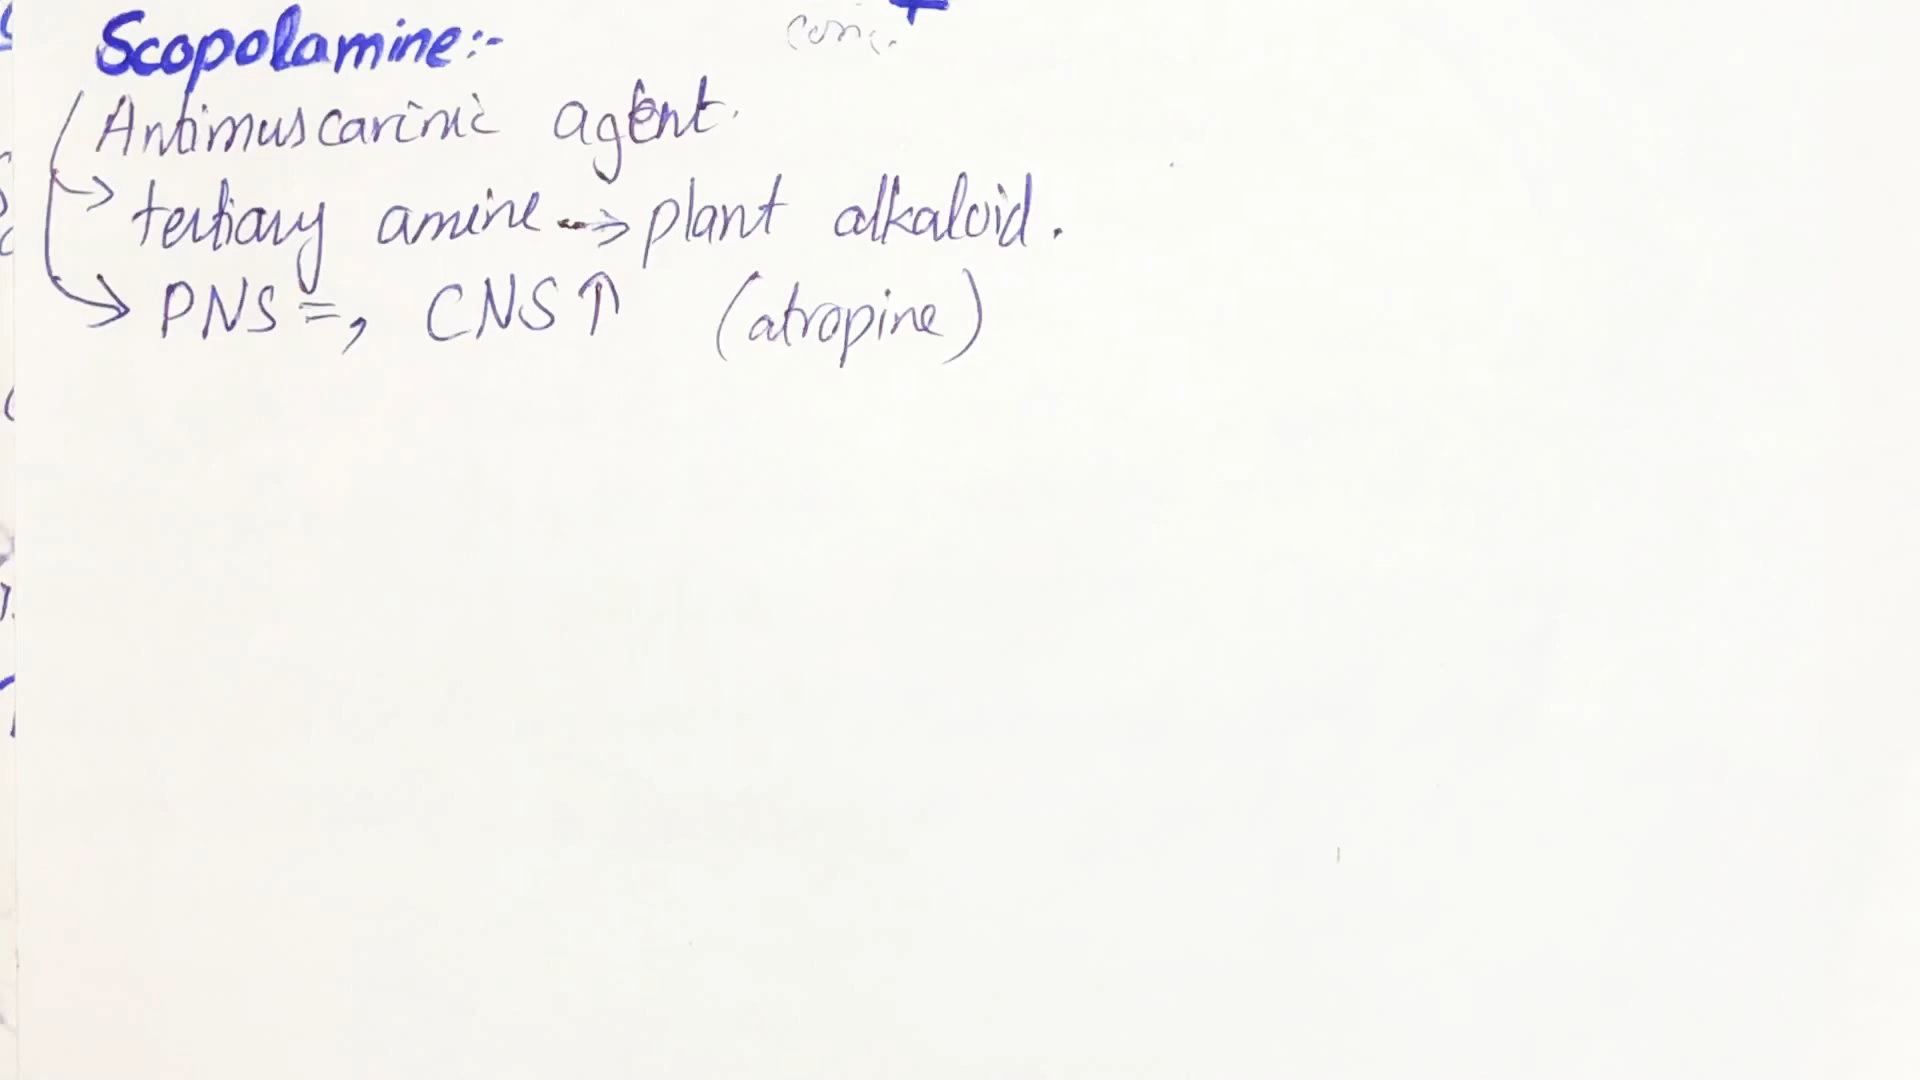 Scopolamine:-
Antimuscarinic agent.
→ tertiary amine --> plant alkaloid.
→ PNS =, CNS ↑ (atropine)